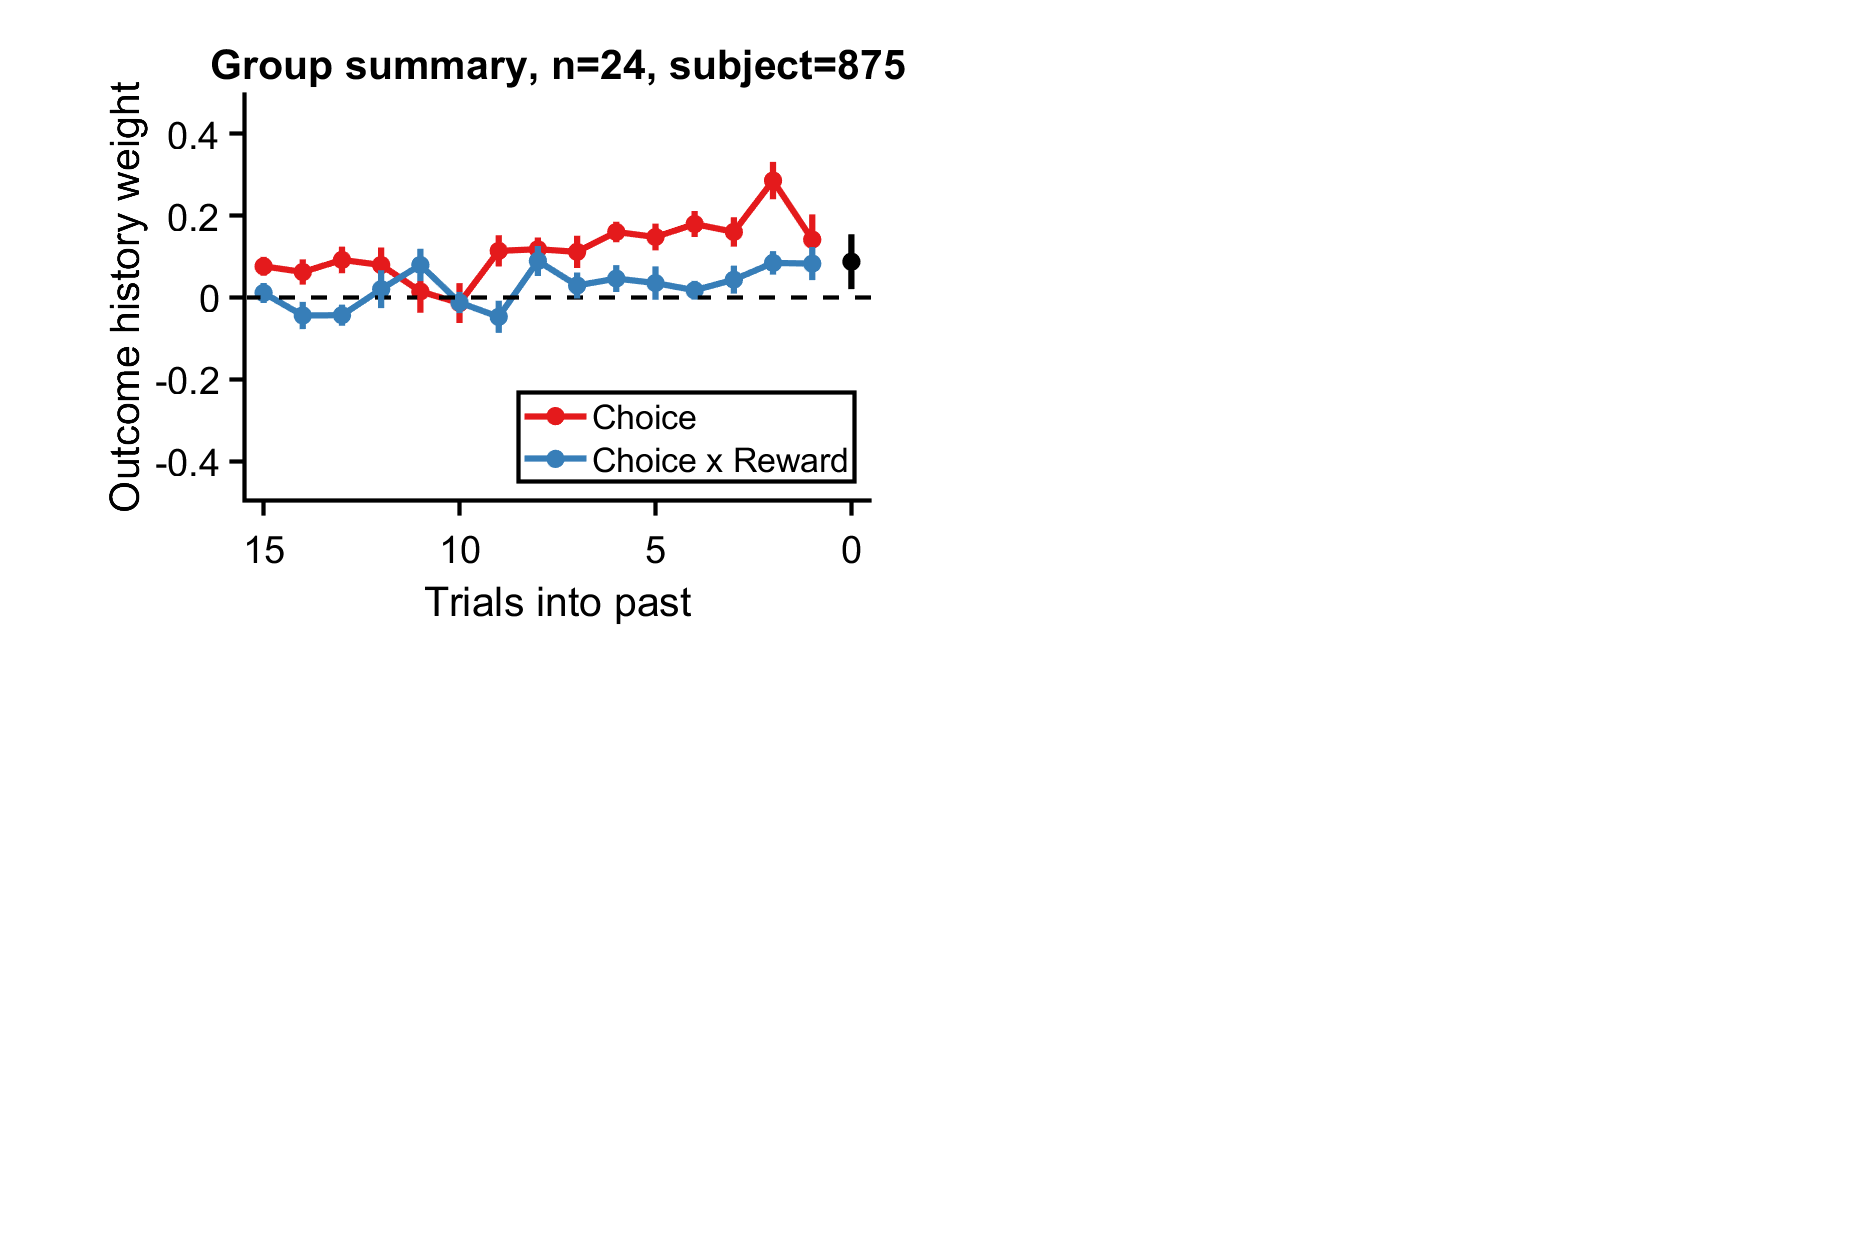 Group summary, n=24, subject=875
Outcome history weight
0.4
0.2
0
-0.2
-0.4
Choice
Choice x Reward
15 10 5 0
Trials into past